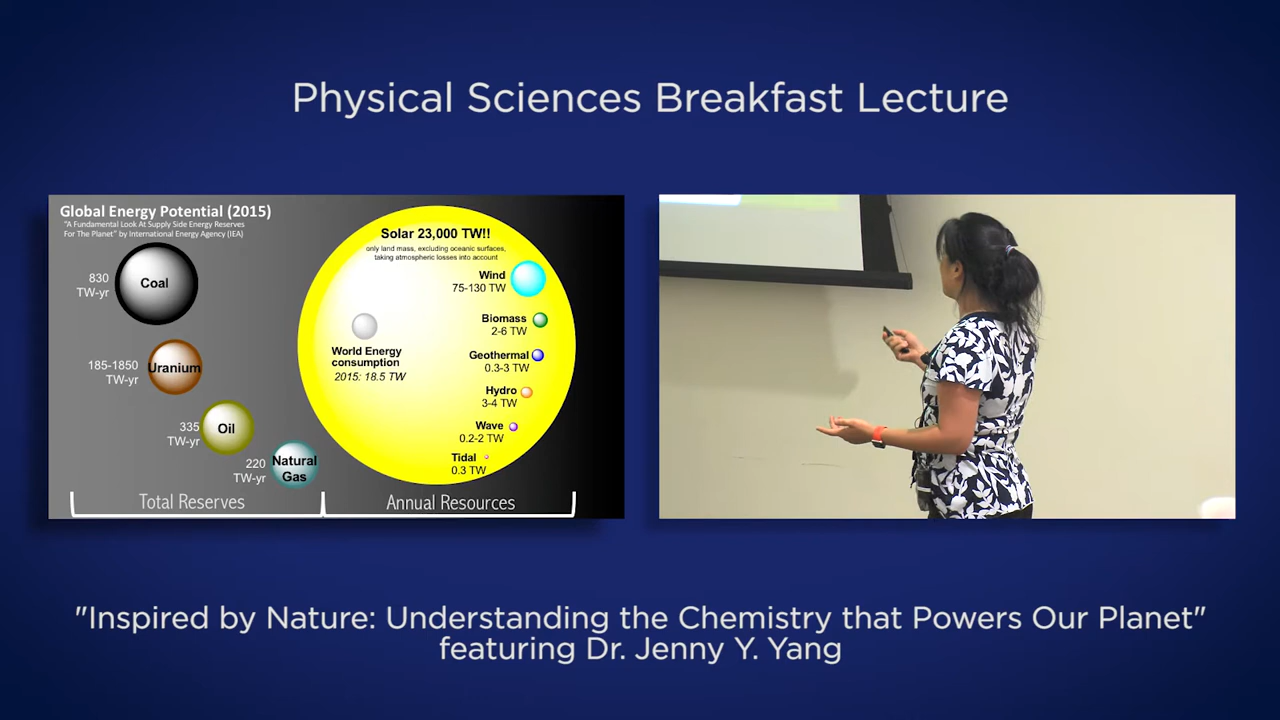 Physical Sciences Breakfast Lecture
Global Energy Potential (2015)
"A Fundamental Look At Supply Side Energy Reserves
For The Planet" by International Energy Agency (IEA)
830
TW-yr
Coal
185-1850
TW-yr
Uranium
335
TW-yr
Oil
220
TW-yr
Natural
Gas
Total Reserves
Solar 23,000 TW!!
only land mass, excluding oceanic surfaces,
taking atmospheric losses into account
World Energy
consumption
2015: 18.5 TW
Wind
75-130 TW
Biomass
2-6 TW
Geothermal
0.3-3 TW
Hydro
3-4 TW
Wave
0.2-2 TW
Tidal
0.3 TW
Annual Resources
"Inspired by Nature: Understanding the Chemistry that Powers Our Planet"
featuring Dr. Jenny Y. Yang